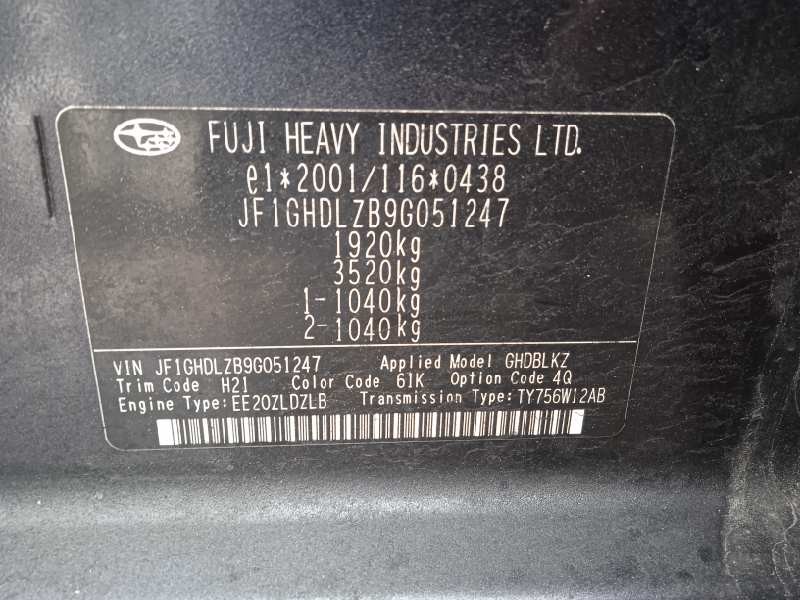 FUJI HEAVY INDUSTRIES LTD.
e1*2001/116*0438
JF1GHDLZB9G051247
1920kg
3520kg
1-1040kg
2-1040kg
VIN JF1GHDLZB9G051247 Applied Model GHDBLKZ
Trim Code H21 Color Code 61K Option Code 4Q
Engine Type:EE20ZLDZLB Transmission Type:TY756W12AB